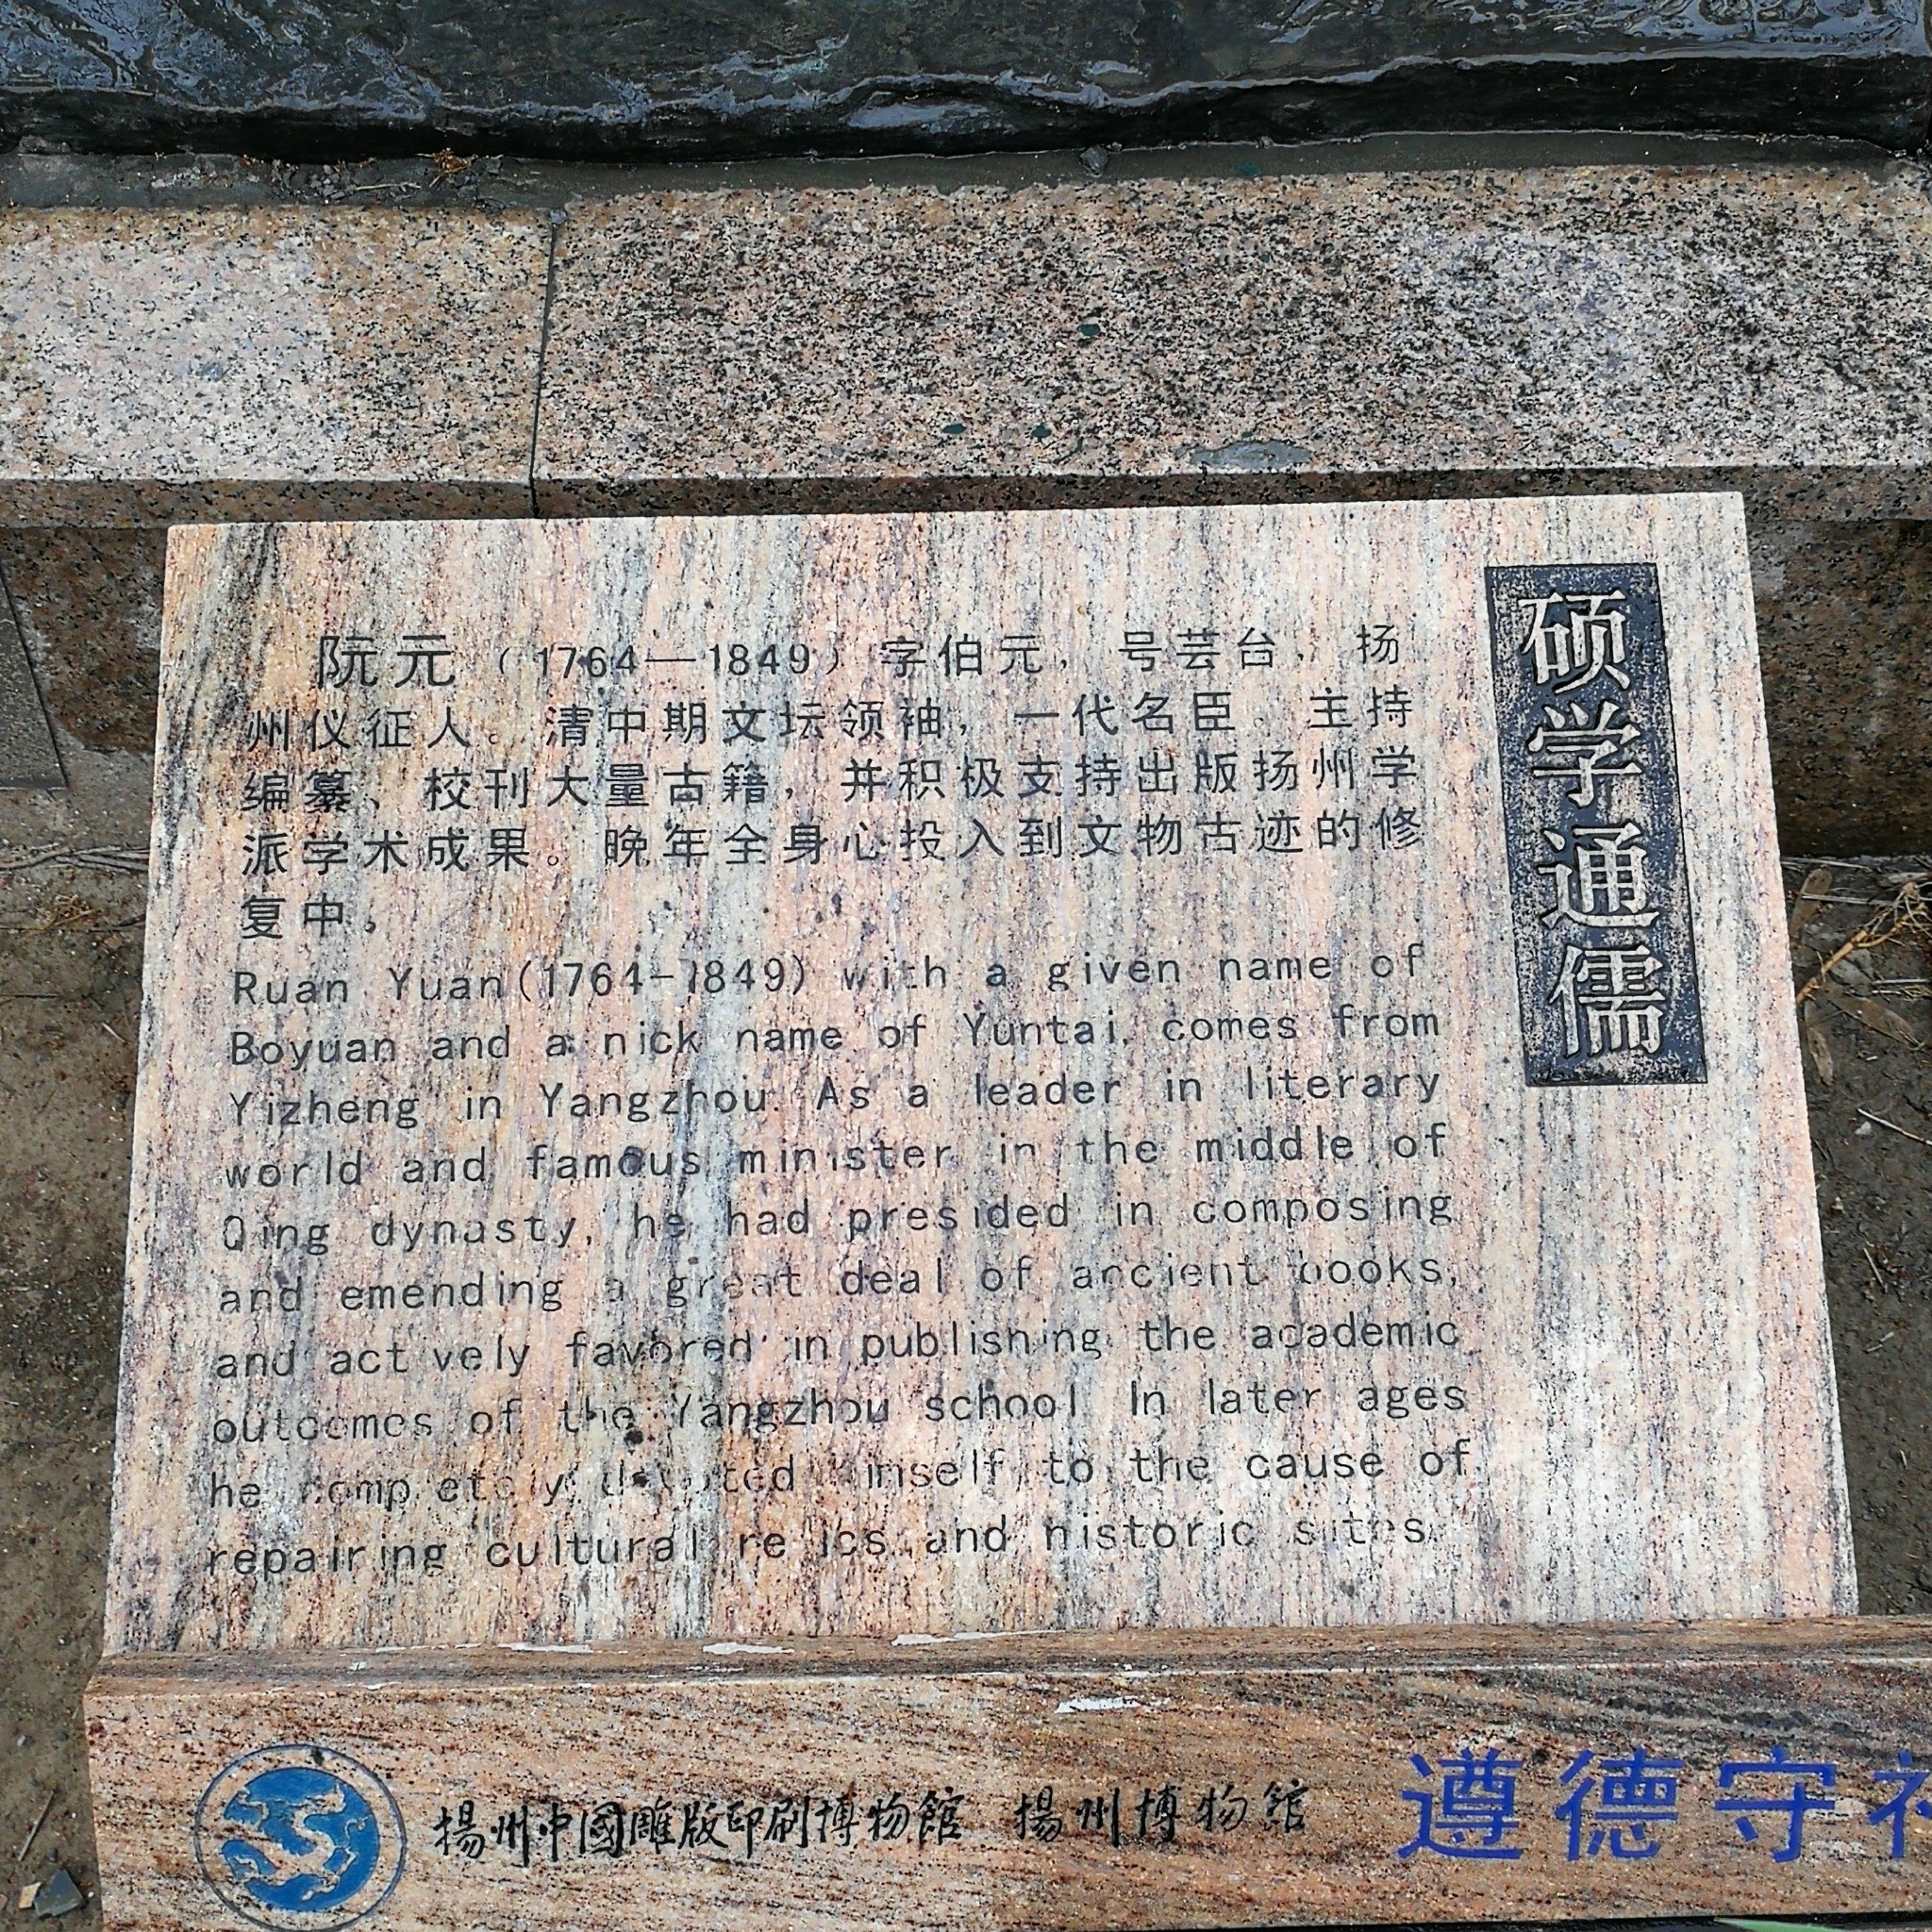 硕学通儒
阮元（1764—1849）字伯元，号芸台，扬
州仪征人。清中期文坛领袖，一代名臣。主持
编纂、校刊大量古籍，并积极支持出版扬州学
派学术成果。晚年全身心投入到文物古迹的修
复中。
Ruan Yuan(1764-1849) with a given name of
Boyuan and a nick name of Yuntai, comes from
Yizheng in Yangzhou. As a leader in literary
world and famous minister in the middle of
Qing dynasty, he had presided in composing
and emending a great deal of ancient books,
and actively favored in publishing the academic
outcomes of the Yangzhou school. In later ages
he completely devoted himself to the cause of
repairing cultural relics and historic sites.
揚州中國雕版印刷博物館 揚州博物館
遵德守礼